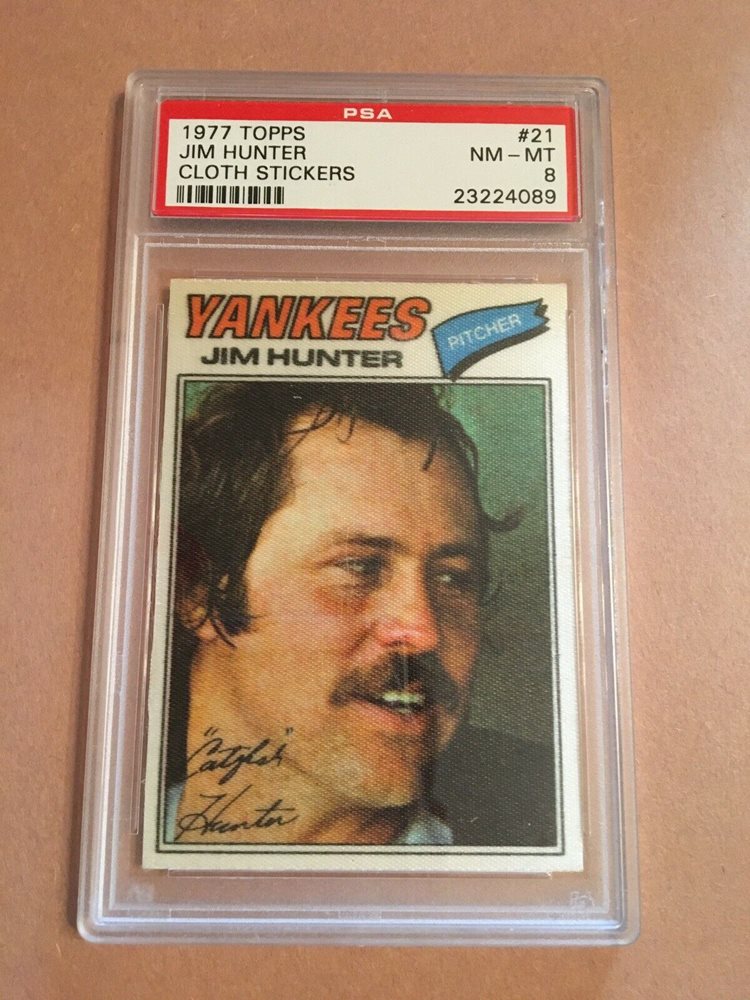 PSA
1977 TOPPS #21
JIM HUNTER NM – MT
CLOTH STICKERS 8
23224089
YANKEES
PITCHER
JIM HUNTER
"Catfish"
Hunter